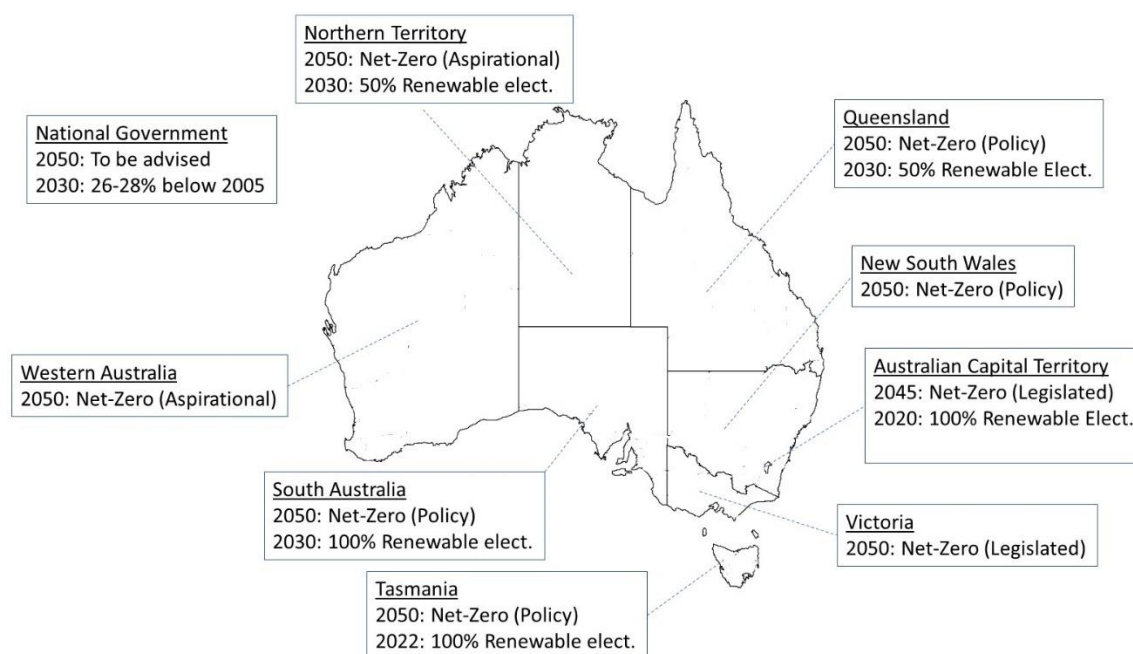 Northern Territory
2050: Net-Zero (Aspirational)
2030: 50% Renewable elect.
National Government
2050: To be advised
2030: 26-28% below 2005
Queensland
2050: Net-Zero (Policy)
2030: 50% Renewable Elect.
New South Wales
2050: Net-Zero (Policy)
Western Australia
2050: Net-Zero (Aspirational)
Australian Capital Territory
2045: Net-Zero (Legislated)
2020: 100% Renewable Elect.
South Australia
2050: Net-Zero (Policy)
2030: 100% Renewable elect.
Victoria
2050: Net-Zero (Legislated)
Tasmania
2050: Net-Zero (Policy)
2022: 100% Renewable elect.